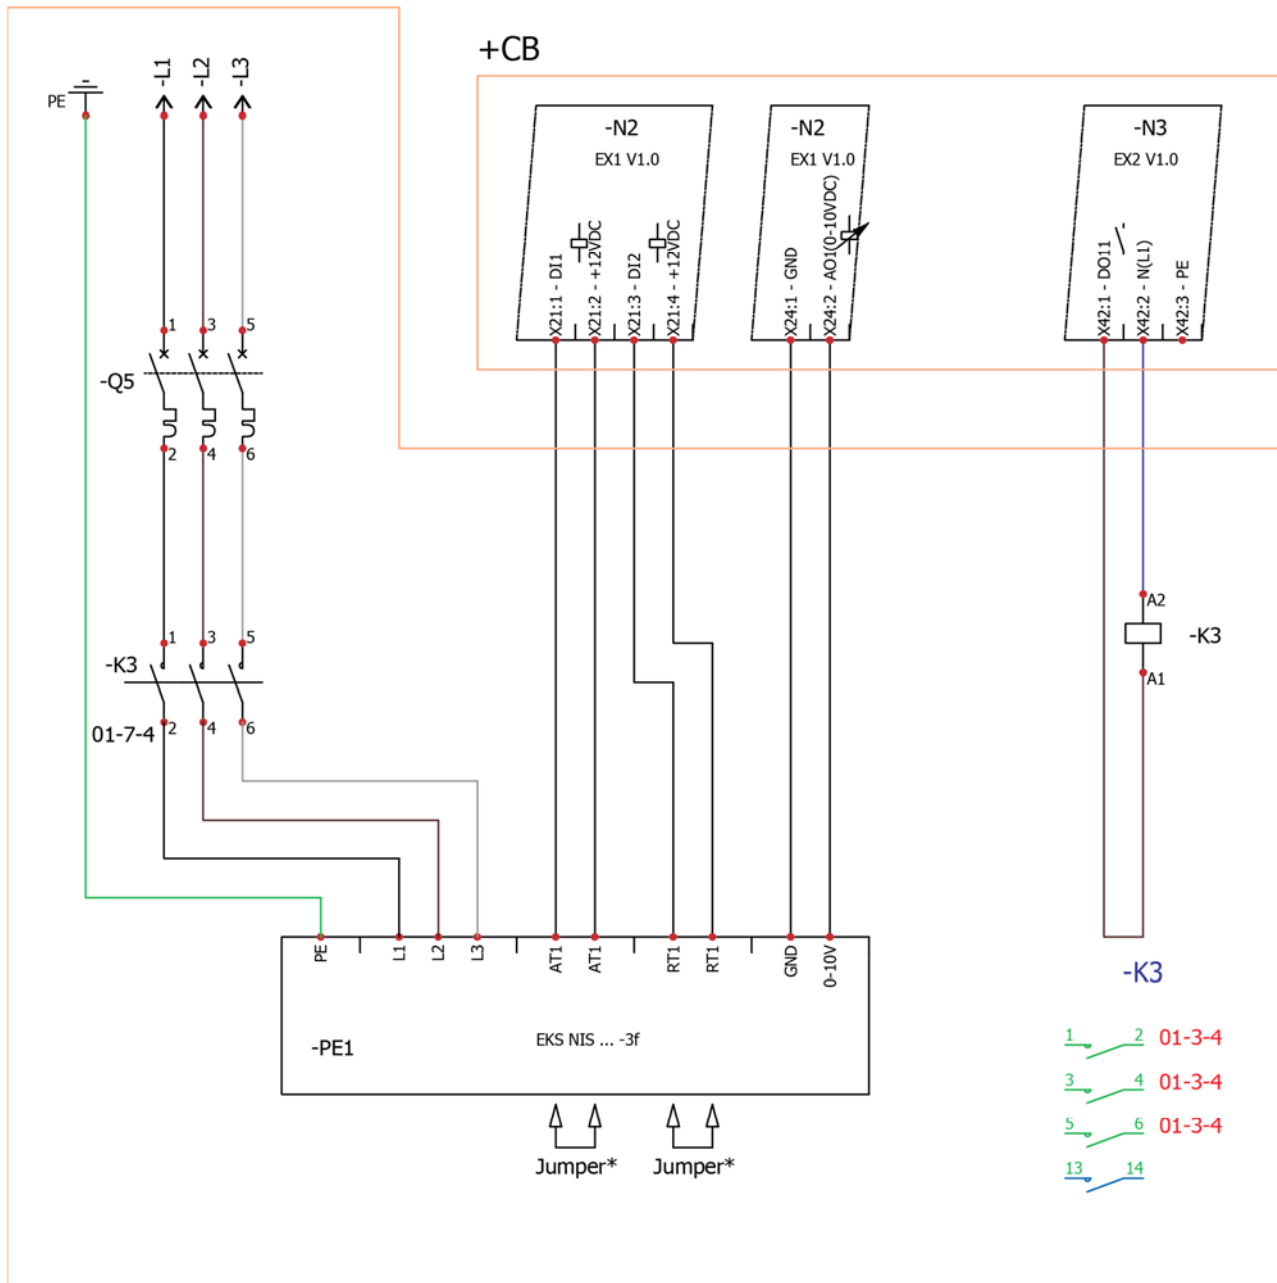 +CB
-L1
-L2
-L3
PE
-N2
EX1 V1.0
X21:1 - DI1
X21:2 - +12VDC
X21:3 - DI2
X21:4 - +12VDC
-N2
EX1 V1.0
X24:1 - GND
X24:2 - AO1(0-10VDC)
-N3
EX2 V1.0
X42:1 - DO11
X42:2 - N(L1)
X42:3 - PE
1
3
5
-Q5
2
4
6
A2
-K3
A1
1
3
5
-K3
01-7-4
2
4
6
PE
L1
L2
L3
AT1
AT1
RT1
RT1
GND
0-10V
-PE1
EKS NIS ... -3f
Jumper*
Jumper*
-K3
1 2 01-3-4
3 4 01-3-4
5 6 01-3-4
13 14